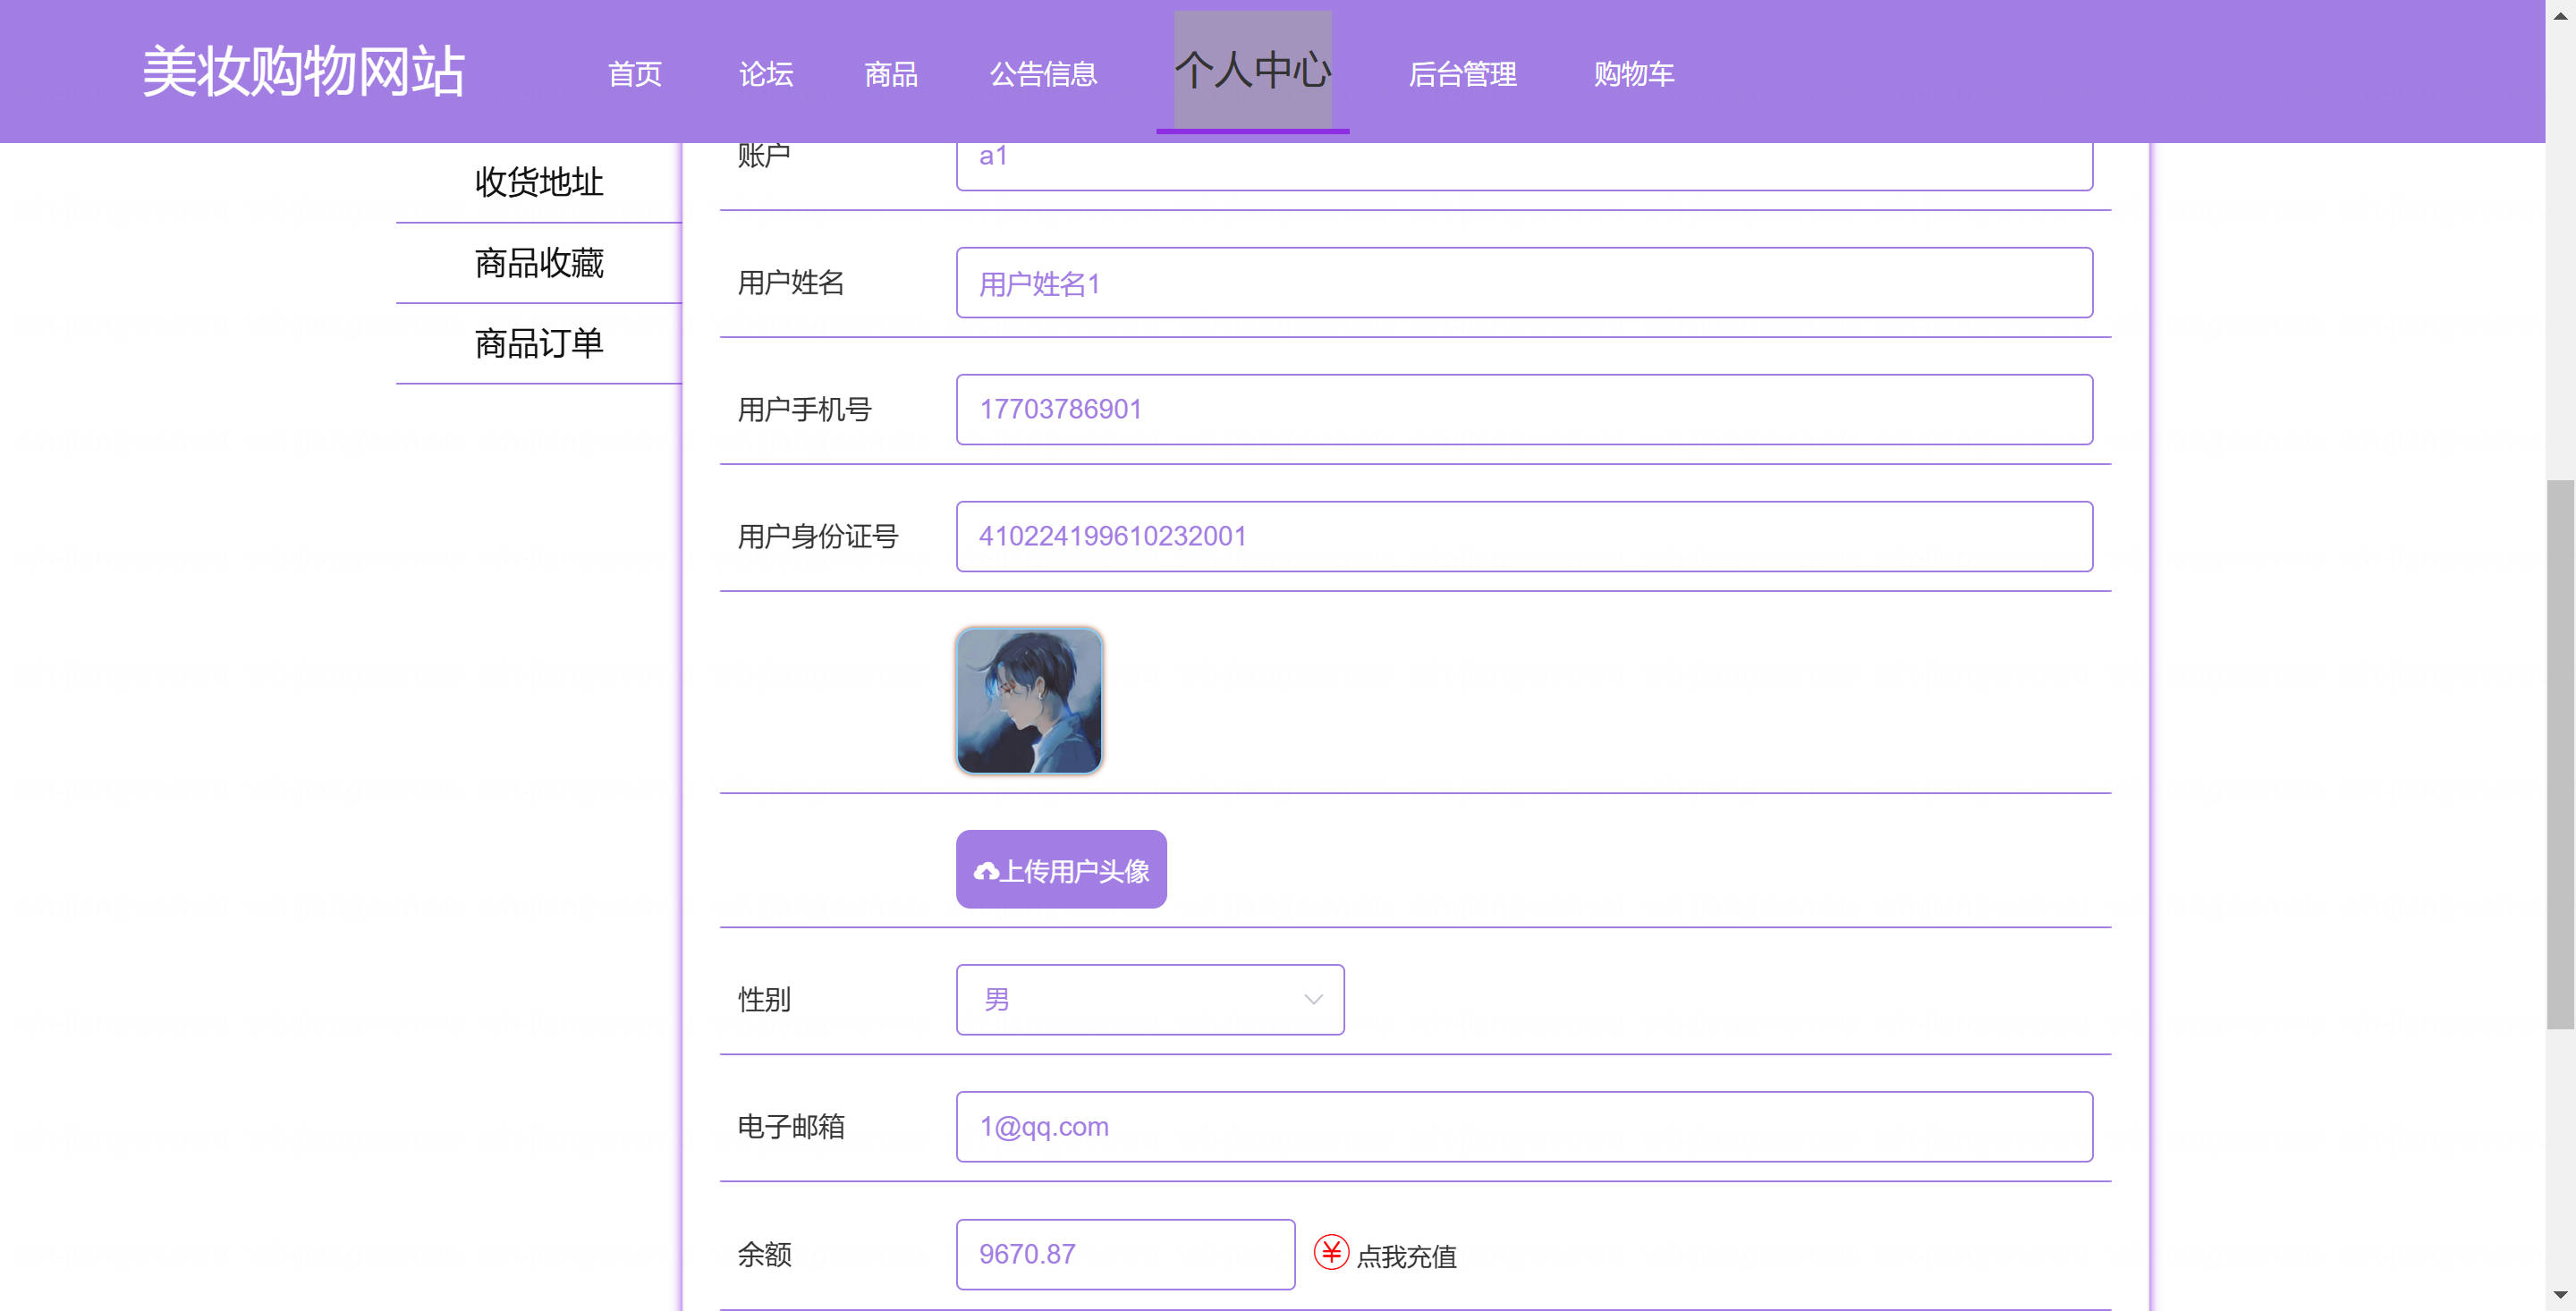 美妆购物网站 首页 论坛 商品 公告信息 个人中心 后台管理 购物车
收货地址
商品收藏
商品订单
账户 a1
用户姓名 用户姓名1
用户手机号 17703786901
用户身份证号 410224199610232001
上传用户头像
性别 男
电子邮箱 1@qq.com
余额 9670.87 点我充值